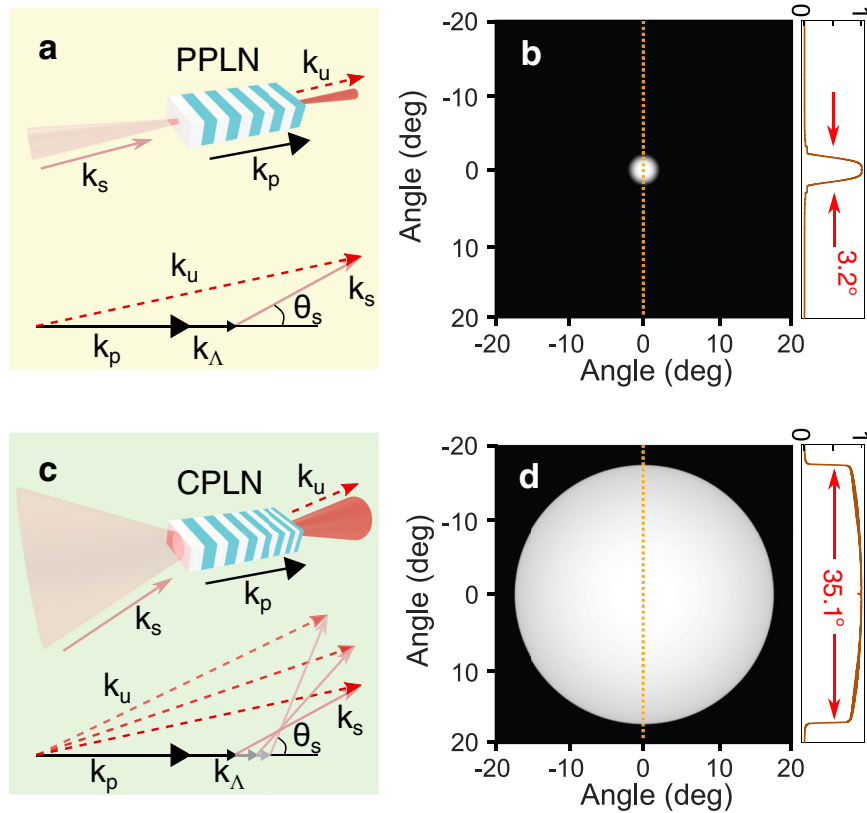 a
PPLN
k_u
k_s
k_p
k_u
k_s
θ_s
k_p
k_Λ
b
Angle (deg)
-20
-10
0
10
20
-20
-10
0
10
20
Angle (deg)
0
1
3.2°
c
CPLN
k_u
k_p
k_s
k_u
k_s
θ_s
k_p
k_Λ
d
Angle (deg)
-20
-10
0
10
20
-20
-10
0
10
20
Angle (deg)
0
1
35.1°